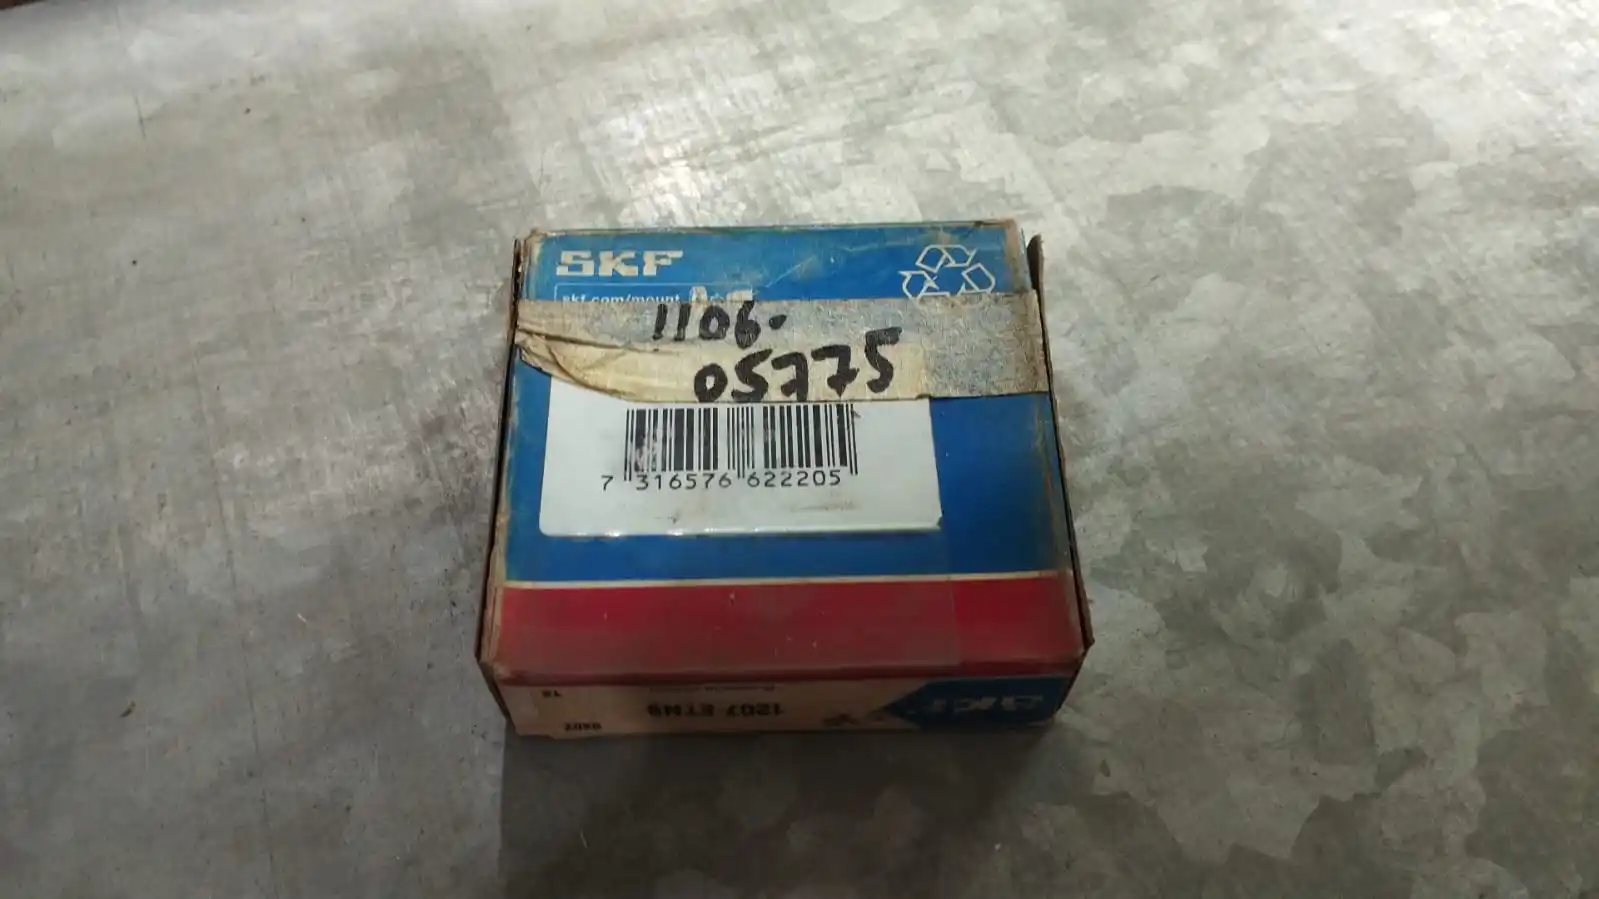 SKF
skf.com/mount
1106-
05775
7 316576 622205
1207 ETN9
SKF